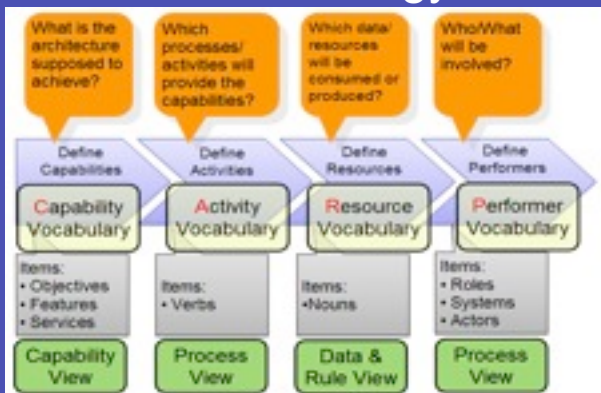 What is the
architecture
supposed to
achieve?
Which
processes/
activities will
provide the
capabilities?
Which data/
resources
will be
consumed or
produced?
Who/What
will be
involved?
Define
Capabilities
Define
Activities
Define
Resources
Define
Performers
Capability
Vocabulary
Activity
Vocabulary
Resource
Vocabulary
Performer
Vocabulary
Items:
• Objectives
• Features
• Services
Items:
• Verbs
Items:
• Nouns
Items:
• Roles
• Systems
• Actors
Capability
View
Process
View
Data &
Rule View
Process
View